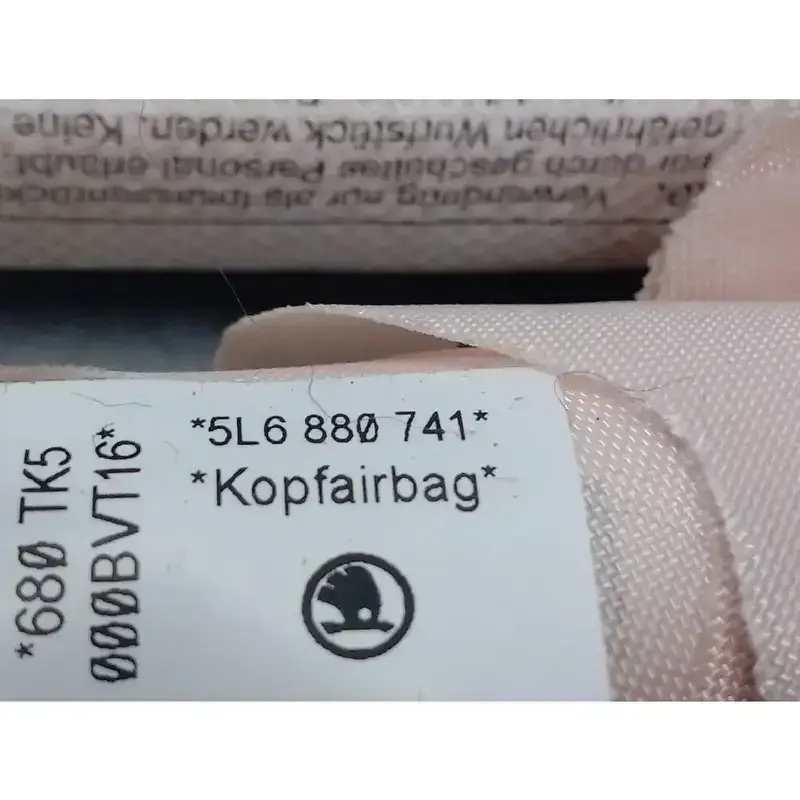 gefährlichen Wurfstück werden. Keine
nur durch geschultes Personal erlaubt.
Verwendung nur als
*5L6 880 741*
*Kopfairbag*
*680 TK5
000BVT16*